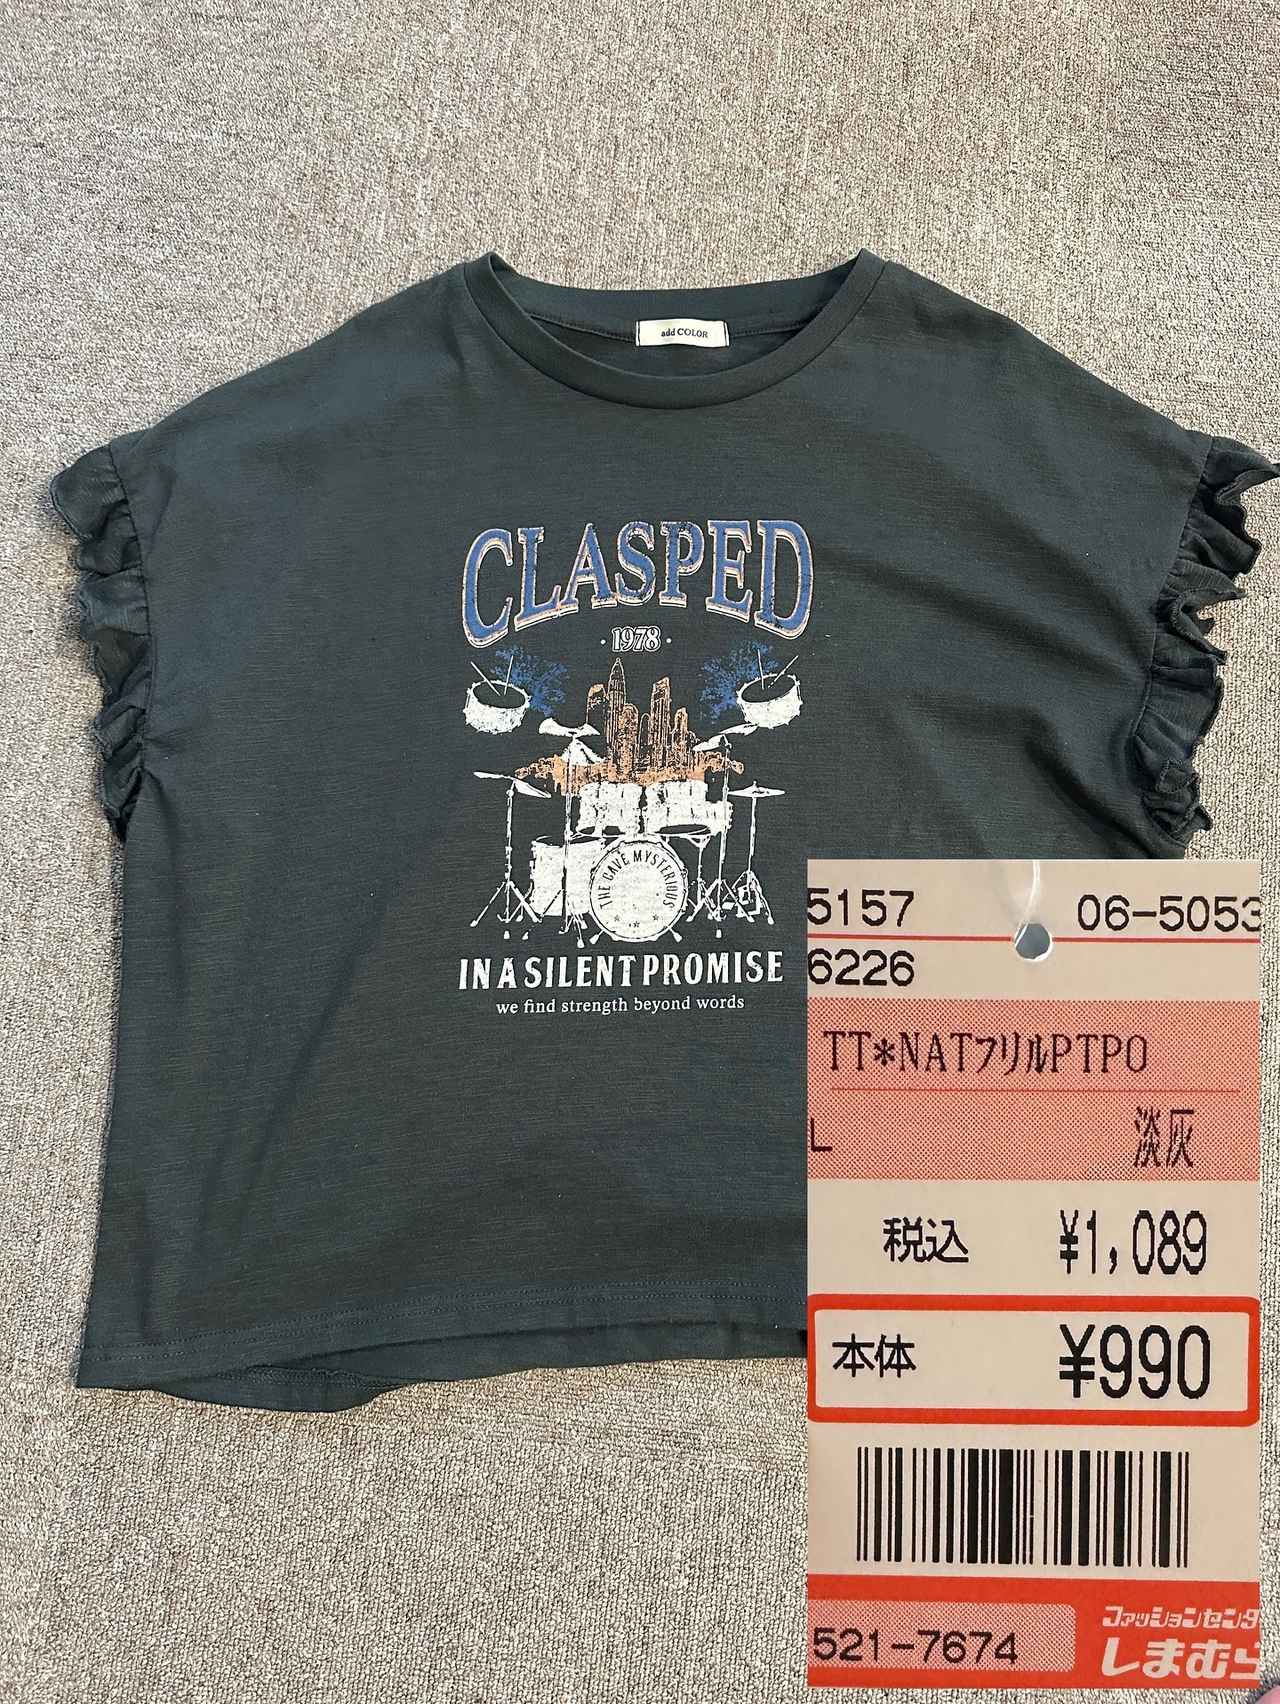 add COLOR
CLASPED
・1978・
THE CAVE MYSTERIOUS
IN A SILENT PROMISE
we find strength beyond words
5157 06-5053
6226
TT*NATフリルPTPO
L 淡灰
税込 ¥1,089
本体 ¥990
521-7674
ファッションセンタ
しまむら